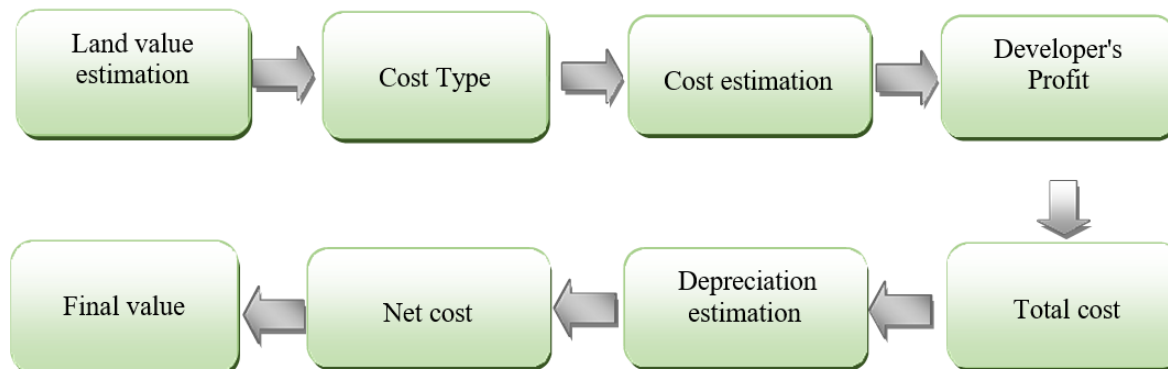 Land value
estimation
Cost Type
Cost estimation
Developer's
Profit
Total cost
Depreciation
estimation
Net cost
Final value